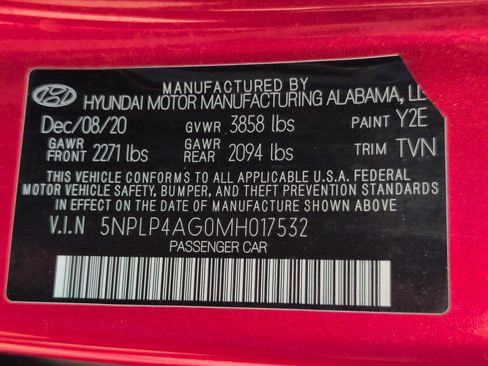 MANUFACTURED BY
HYUNDAI MOTOR MANUFACTURING ALABAMA,
Dec/08/20 GVWR 3858 lbs PAINT Y2E
GAWR FRONT 2271 lbs GAWR REAR 2094 lbs TRIM TVN
THIS VEHICLE CONFORMS TO ALL APPLICABLE U.S.A. FEDERAL
MOTOR VEHICLE SAFETY, BUMPER, AND THEFT PREVENTION STANDARDS
IN EFFECT ON THE DATE OF MANUFACTURE SHOWN ABOVE
V.I.N 5NPLP4AG0MH017532
PASSENGER CAR